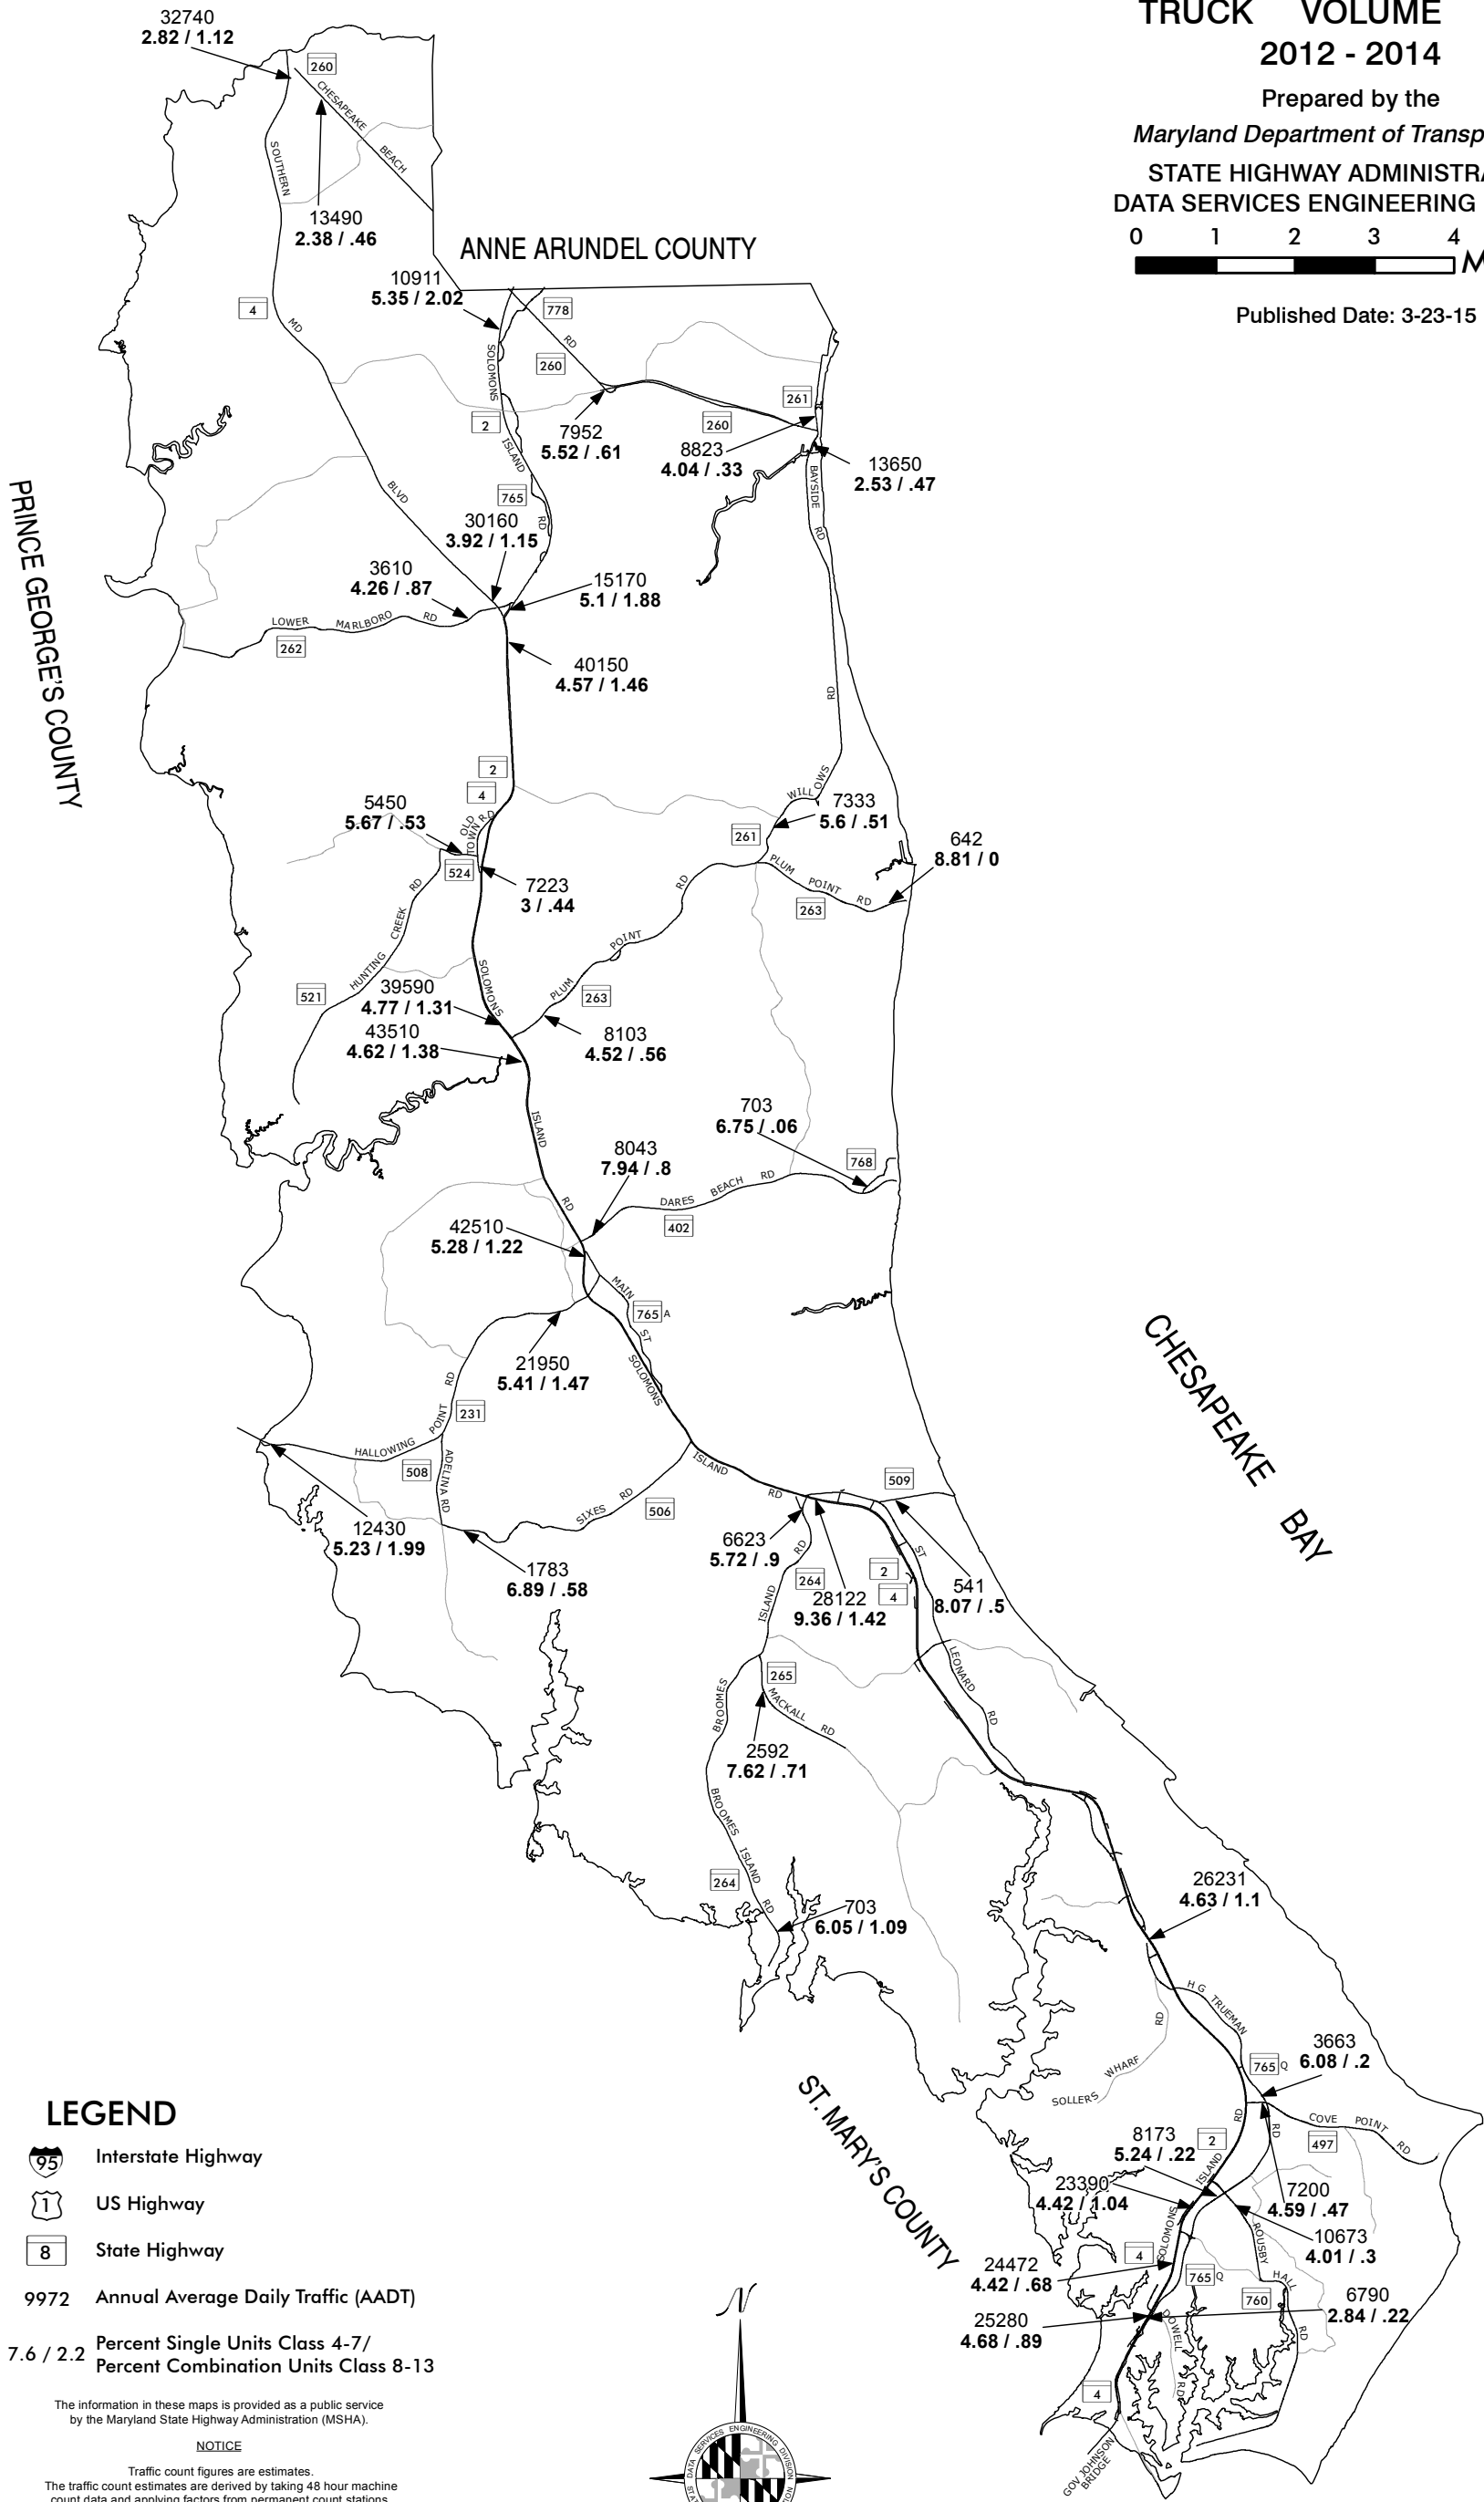 TRUCK VOLUME
2012 - 2014
Prepared by the
Maryland Department of Transp
STATE HIGHWAY ADMINISTRA
DATA SERVICES ENGINEERING
0 1 2 3 4
M
Published Date: 3-23-15
32740
2.82 / 1.12
260
CHESAPEAKE
BEACH
SOUTHERN
13490
2.38 / .46
ANNE ARUNDEL COUNTY
10911
5.35 / 2.02
778
4
MD
RD
260
SOLOMONS
261
2
260
7952
5.52 / .61
8823
4.04 / .33
13650
2.53 / .47
ISLAND
BAYSIDE
RD
PRINCE GEORGE'S COUNTY
BLVD
765
RD
30160
3.92 / 1.15
3610
4.26 / .87
15170
5.1 / 1.88
LOWER MARLBORO RD
262
40150
4.57 / 1.46
RD
2
4
WILLOWS
5450
5.67 / .53
OLD
TOWN RD
7333
5.6 / .51
261
642
8.81 / 0
524
7223
3 / .44
PLUM POINT RD
263
RD
RD
CREEK
HUNTING
521
POINT
PLUM
263
SOLOMONS
39590
4.77 / 1.31
43510
4.62 / 1.38
8103
4.52 / .56
703
6.75 / .06
768
ISLAND
8043
7.94 / .8
RD
DARES BEACH RD
402
42510
5.28 / 1.22
MAIN
765 A
ST
21950
5.41 / 1.47
SOLOMONS
RD
231
POINT
HALLOWING
508
ADELINA RD
ISLAND
RD
SIXES RD
506
509
12430
5.23 / 1.99
1783
6.89 / .58
6623
5.72 / .9
RD
264
28122
9.36 / 1.42
2
4
ST
541
8.07 / .5
CHESAPEAKE BAY
ISLAND
LEONARD
RD
265
BROOMES
MACKALL RD
2592
7.62 / .71
BROOMES
ISLAND
RD
264
703
6.05 / 1.09
26231
4.63 / 1.1
H G TRUEMAN
RD
WHARF
SOLLERS
3663
6.08 / .2
765 Q
RD
COVE POINT RD
497
RD
2
8173
5.24 / .22
ISLAND
23390
4.42 / 1.04
7200
4.59 / .47
10673
4.01 / .3
ST. MARY'S COUNTY
SOLOMONS
4
24472
4.42 / .68
765 Q
ROUSBY
HALL
RD
760
6790
2.84 / .22
25280
4.68 / .89
DOWELL
RD
4
GOV JOHNSON
BRIDGE
LEGEND
95 Interstate Highway
1 US Highway
8 State Highway
9972 Annual Average Daily Traffic (AADT)
7.6 / 2.2 Percent Single Units Class 4-7/
Percent Combination Units Class 8-13
The information in these maps is provided as a public service
by the Maryland State Highway Administration (MSHA).
NOTICE
Traffic count figures are estimates.
The traffic count estimates are derived by taking 48 hour machine
count data and applying factors from permanent count stations.
N
DATA SERVICES ENGINEERING DIVISION